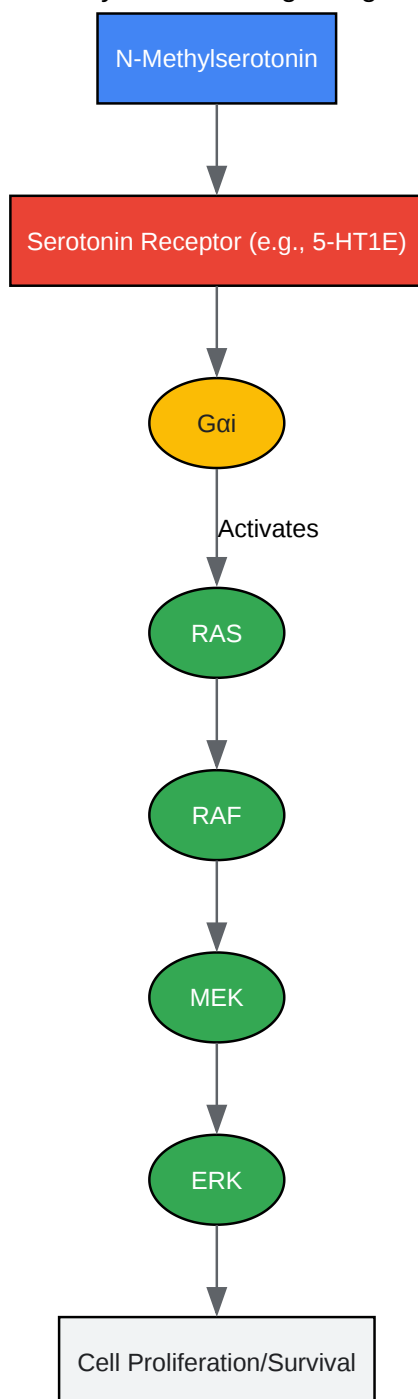 N-Methylserotonin
Serotonin Receptor (e.g., 5-HT1E)
Gαi
Activates
RAS
RAF
MEK
ERK
Cell Proliferation/Survival